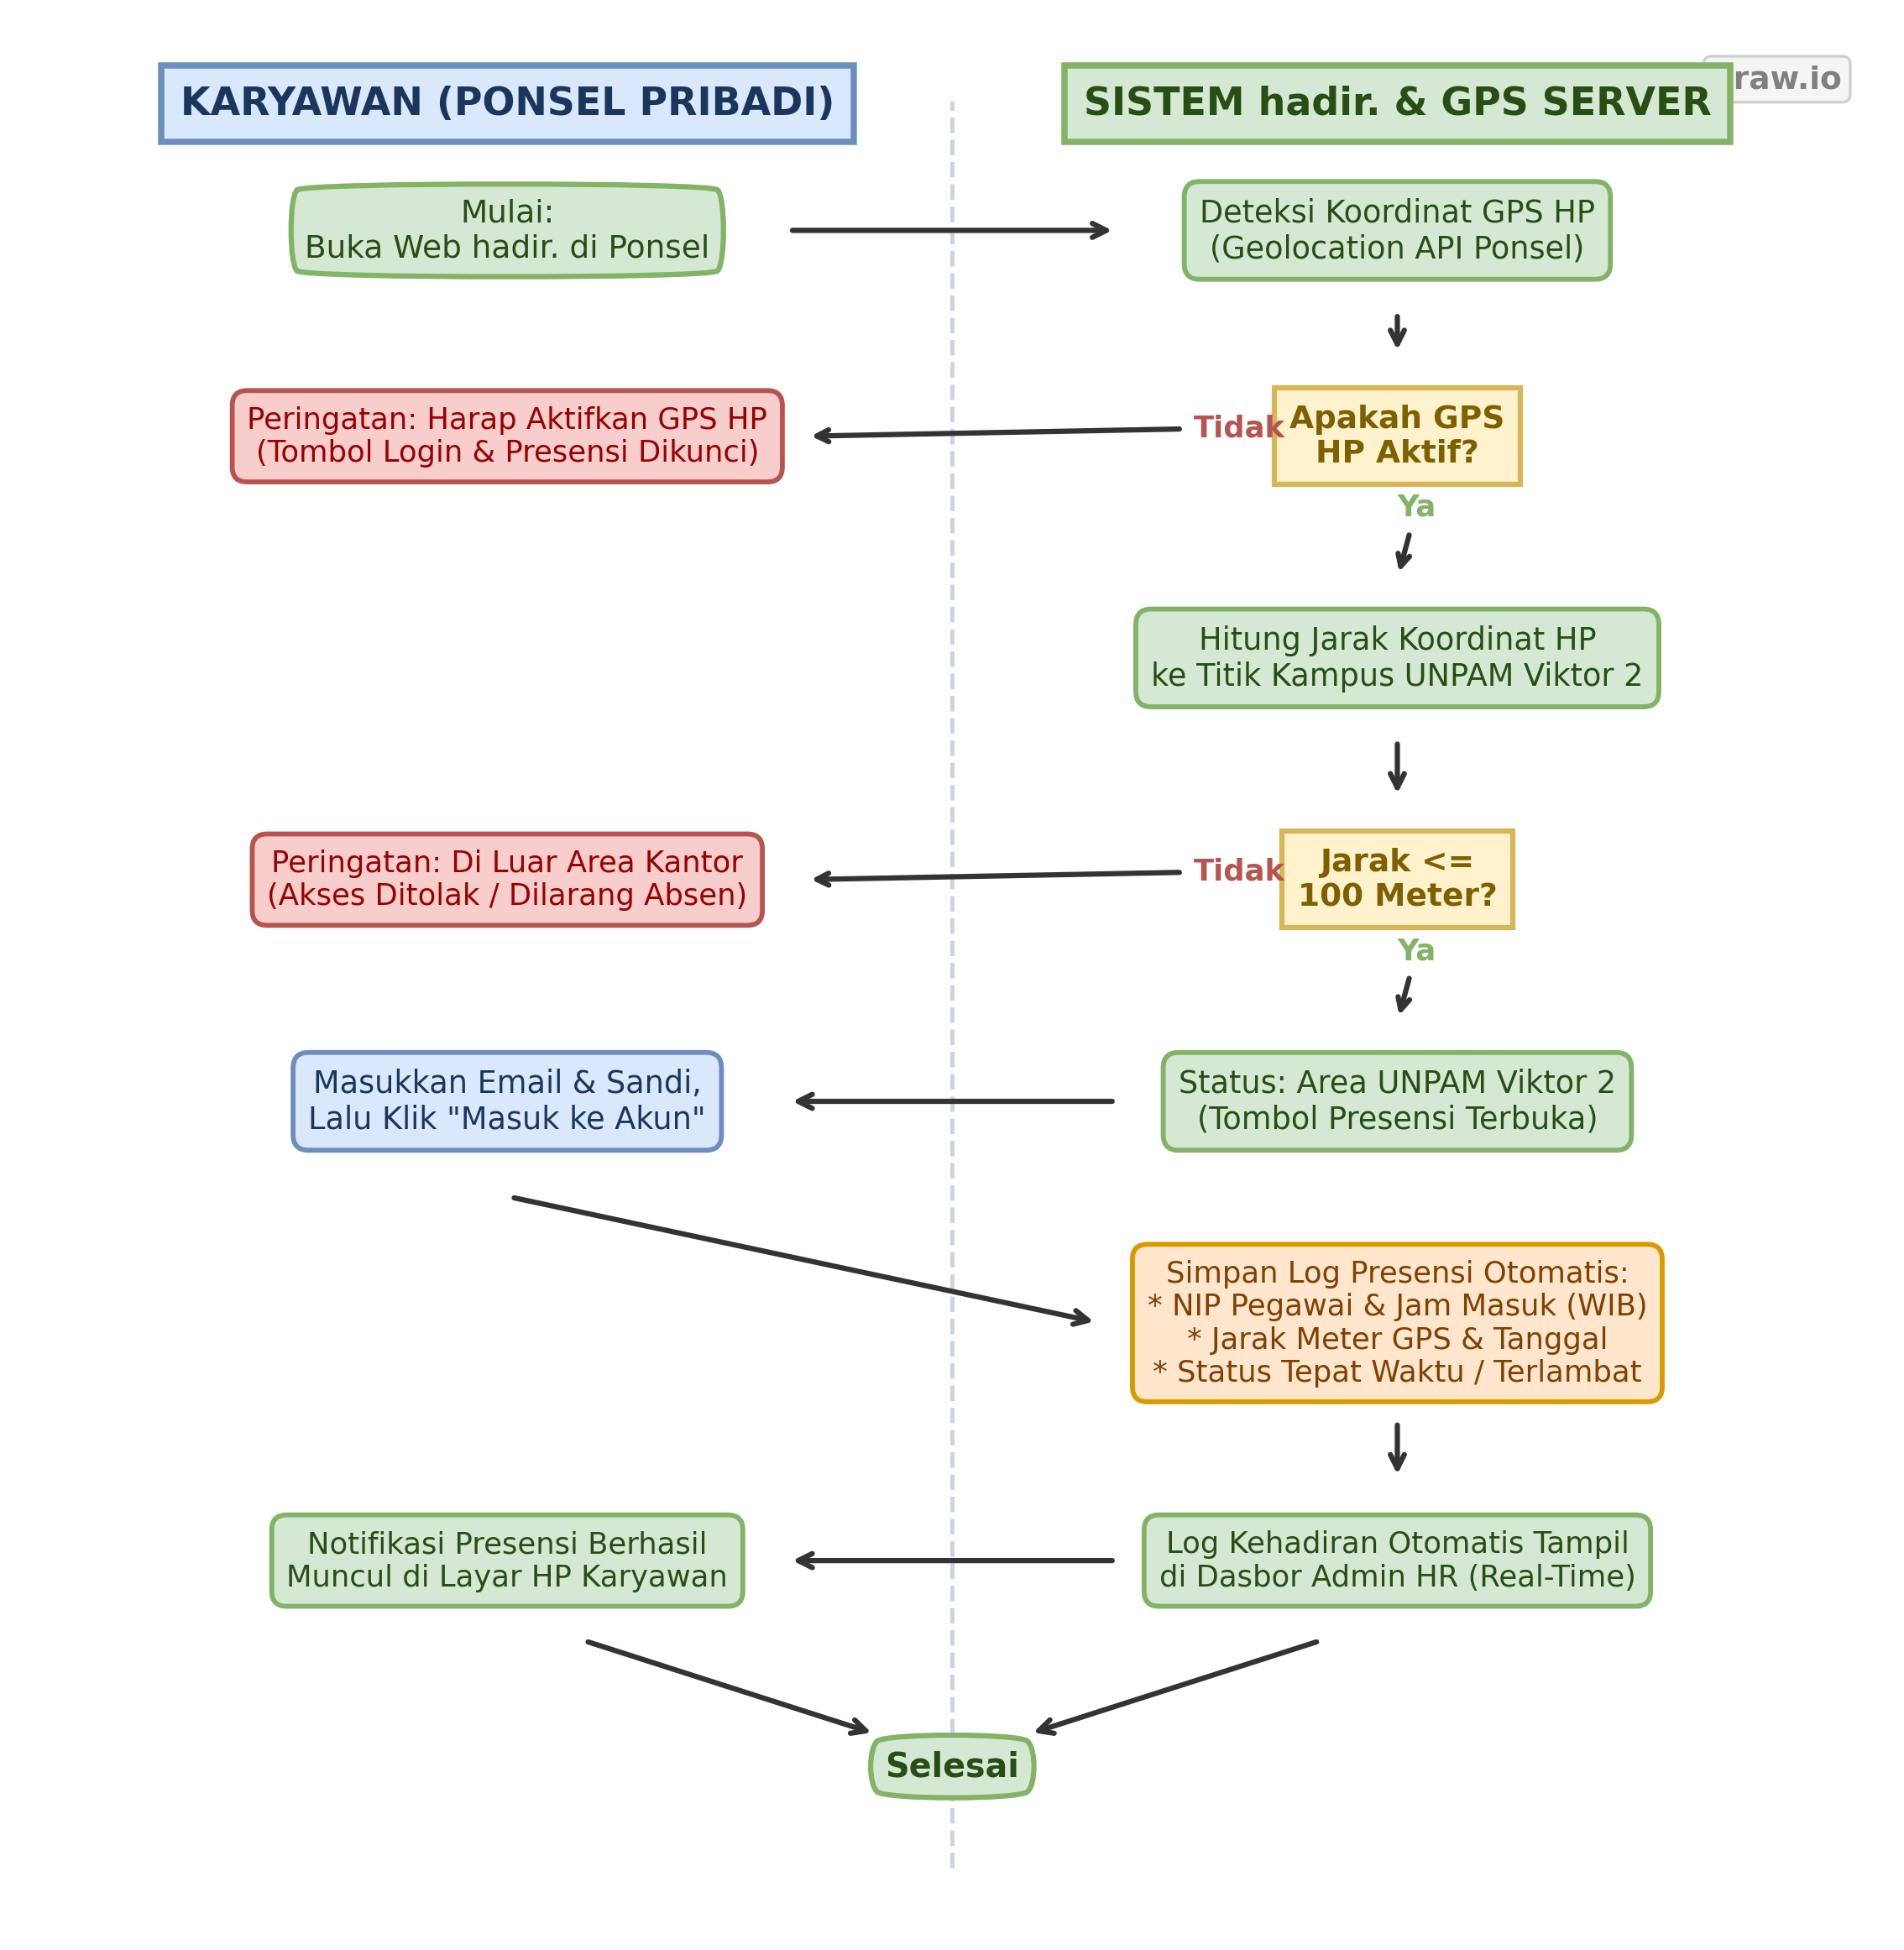 KARYAWAN (PONSEL PRIBADI)
SISTEM hadir. & GPS SERVER
raw.io
Mulai:
Buka Web hadir. di Ponsel
Deteksi Koordinat GPS HP
(Geolocation API Ponsel)
Peringatan: Harap Aktifkan GPS HP
(Tombol Login & Presensi Dikunci)
Tidak
Apakah GPS
HP Aktif?
Ya
Hitung Jarak Koordinat HP
ke Titik Kampus UNPAM Viktor 2
Peringatan: Di Luar Area Kantor
(Akses Ditolak / Dilarang Absen)
Tidak
Jarak <=
100 Meter?
Ya
Masukkan Email & Sandi,
Lalu Klik "Masuk ke Akun"
Status: Area UNPAM Viktor 2
(Tombol Presensi Terbuka)
Simpan Log Presensi Otomatis:
* NIP Pegawai & Jam Masuk (WIB)
* Jarak Meter GPS & Tanggal
* Status Tepat Waktu / Terlambat
Notifikasi Presensi Berhasil
Muncul di Layar HP Karyawan
Log Kehadiran Otomatis Tampil
di Dasbor Admin HR (Real-Time)
Selesai